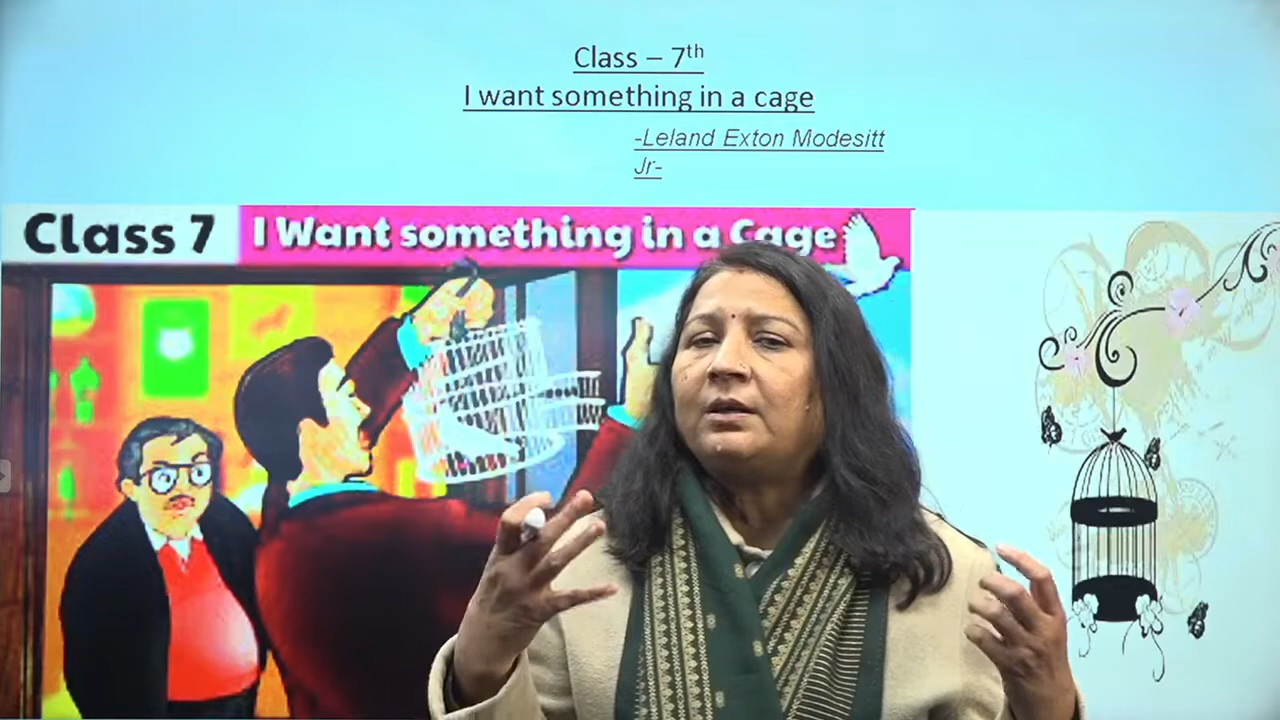 Class – 7th
I want something in a cage
-Leland Exton Modesitt
Jr-
Class 7
I Want something in a Cage